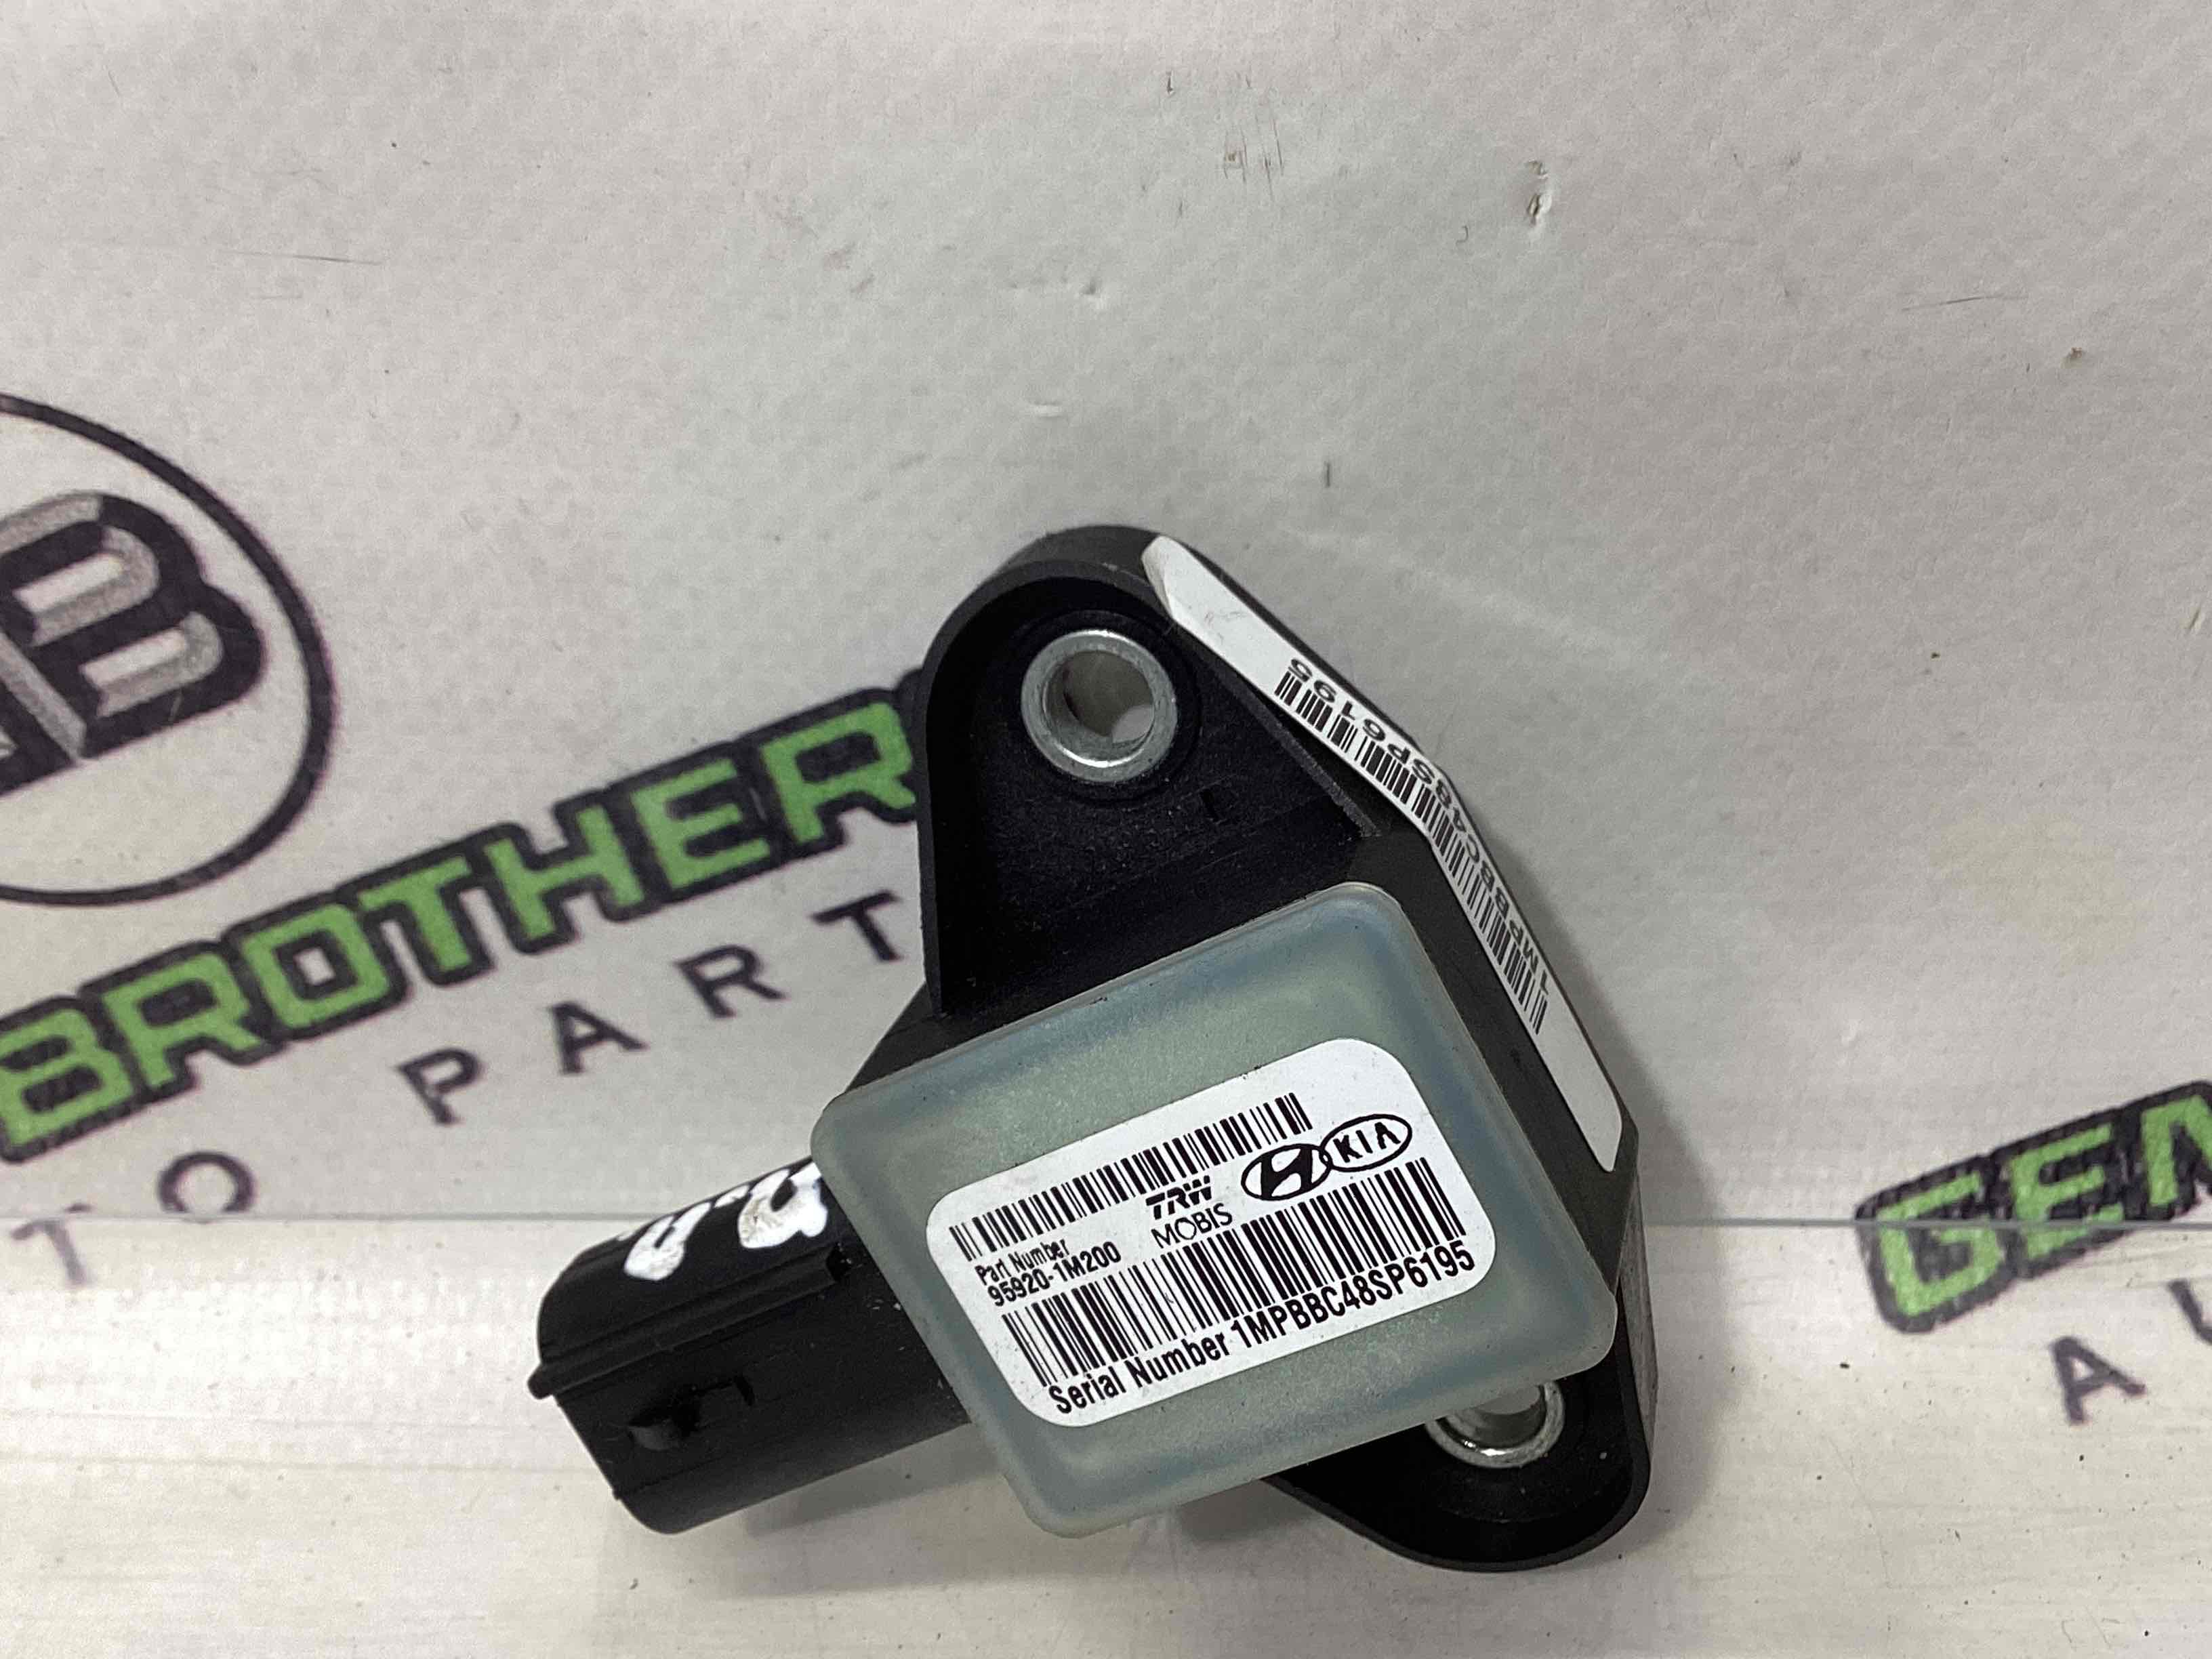 B
BROTHER
TO PART
GEN
A
1MPBBC48SP6195
KIA
TRW
MOBIS
Part Number
95920-1M200
Serial Number 1MPBBC48SP6195